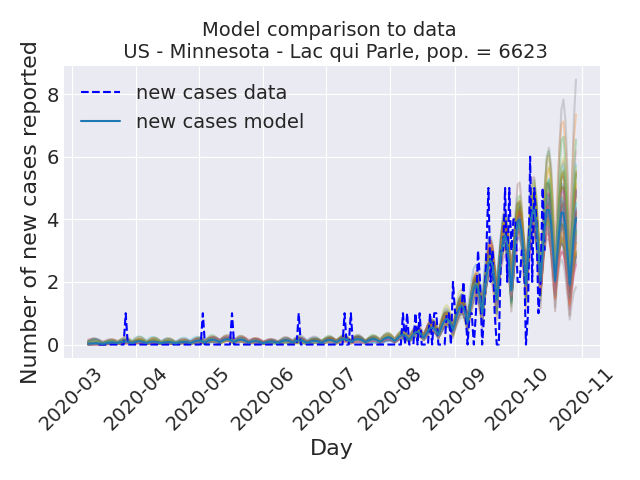 Model comparison to data
US - Minnesota - Lac qui Parle, pop. = 6623
new cases data
new cases model
Number of new cases reported
8
6
4
2
0
2020-03
2020-04
2020-05
2020-06
2020-07
2020-08
2020-09
2020-10
2020-11
Day